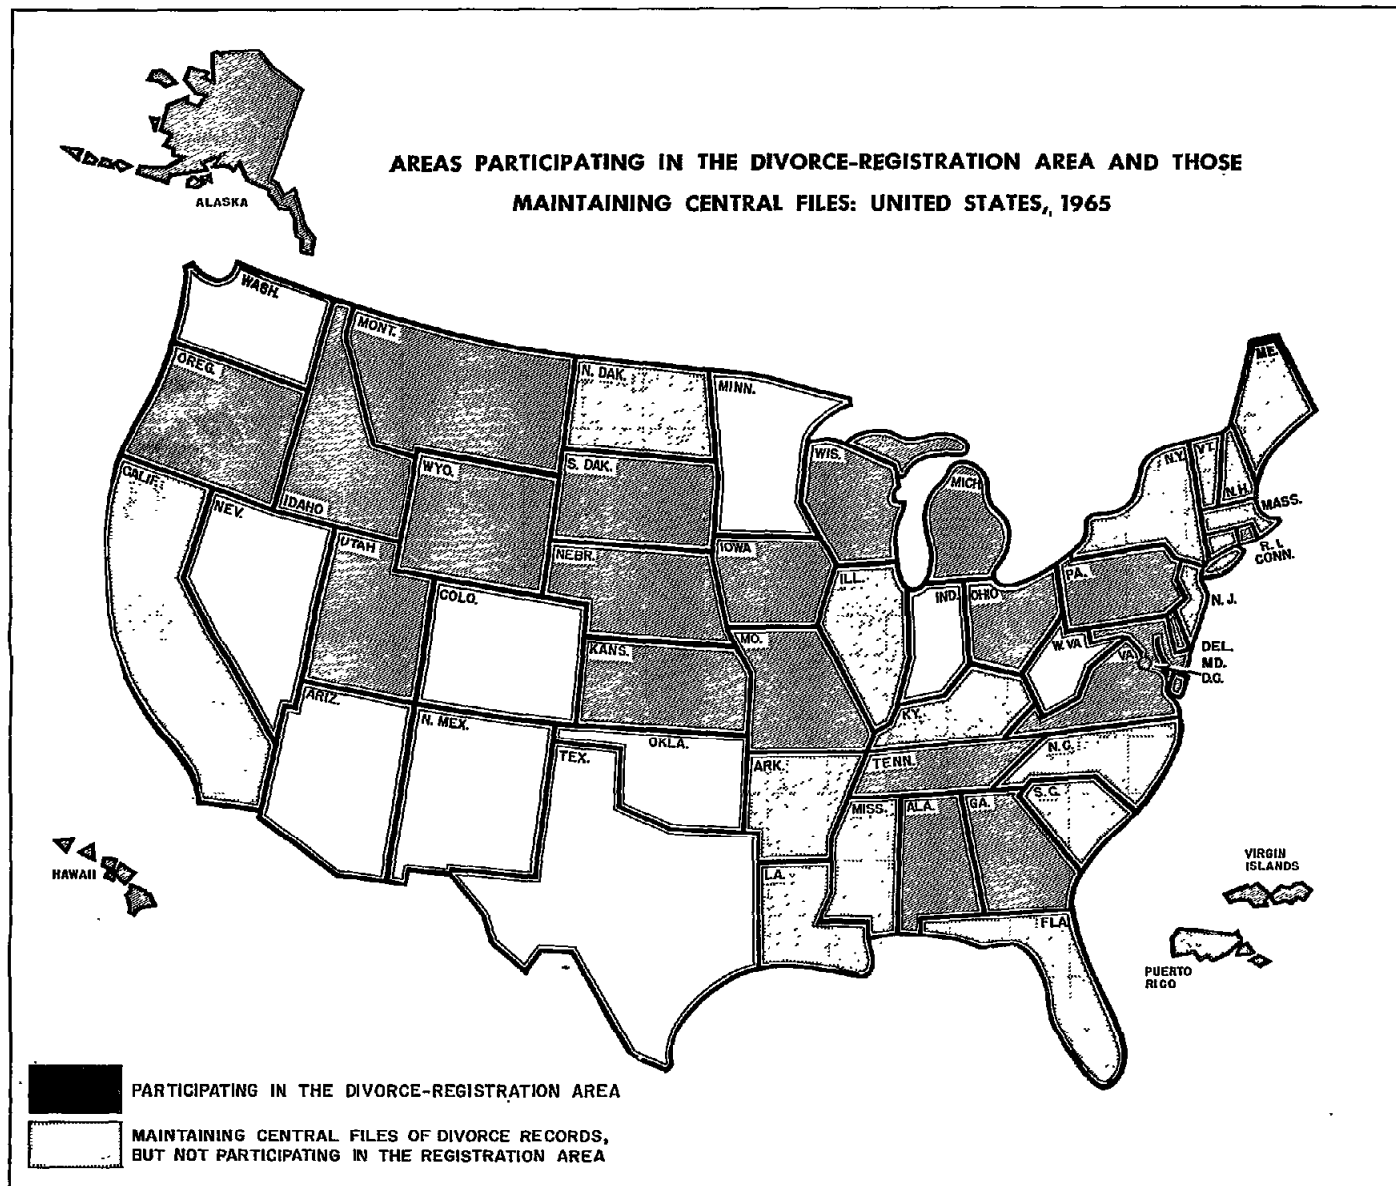 AREAS PARTICIPATING IN THE DIVORCE-REGISTRATION AREA AND THOSE
MAINTAINING CENTRAL FILES: UNITED STATES, 1965
ALASKA
WASH.
MONT.
OREG.
N. DAK.
MINN.
ME.
WIS.
MICH
N.Y.
VT.
N.H.
MASS.
R. I.
CONN.
CALIF.
NEV.
IDAHO
WYO.
S. DAK.
UTAH
NEBR.
IOWA
COLO.
ILL.
IND.
OHIO
PA.
N. J.
W. VA
VA
DEL.
MD.
D.C.
KANS.
MO.
KY.
ARIZ.
N. MEX.
OKLA.
TEX.
ARK.
TENN.
N.C.
S.C.
MISS.
ALA.
GA.
LA.
FLA
HAWAII
VIRGIN
ISLANDS
PUERTO
RICO
PARTICIPATING IN THE DIVORCE-REGISTRATION AREA
MAINTAINING CENTRAL FILES OF DIVORCE RECORDS,
BUT NOT PARTICIPATING IN THE REGISTRATION AREA